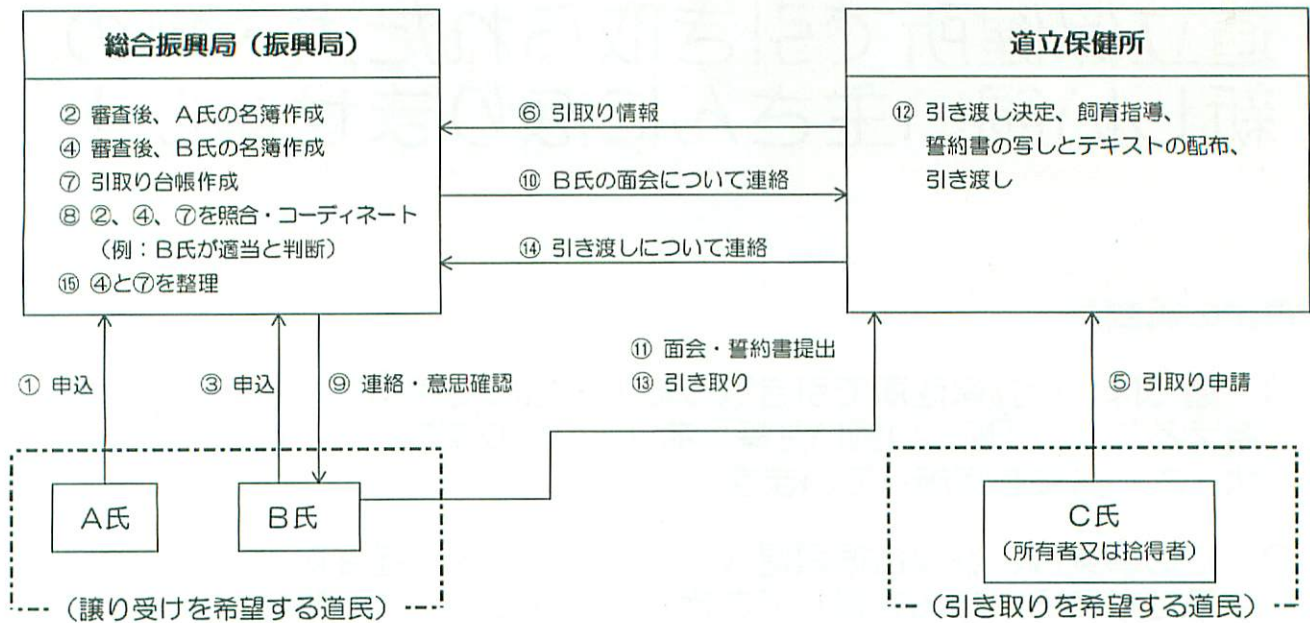 総合振興局（振興局）
② 審査後、A氏の名簿作成
④ 審査後、B氏の名簿作成
⑦ 引取り台帳作成
⑧ ②、④、⑦を照合・コーディネート
（例：B氏が適当と判断）
⑮ ④と⑦を整理
⑥ 引取り情報
⑩ B氏の面会について連絡
⑭ 引き渡しについて連絡
道立保健所
⑫ 引き渡し決定、飼育指導、
誓約書の写しとテキストの配布、
引き渡し
① 申込
③ 申込
⑨ 連絡・意思確認
⑪ 面会・誓約書提出
⑬ 引き取り
⑤ 引取り申請
A氏
B氏
（譲り受けを希望する道民）
C氏
（所有者又は拾得者）
（引き取りを希望する道民）